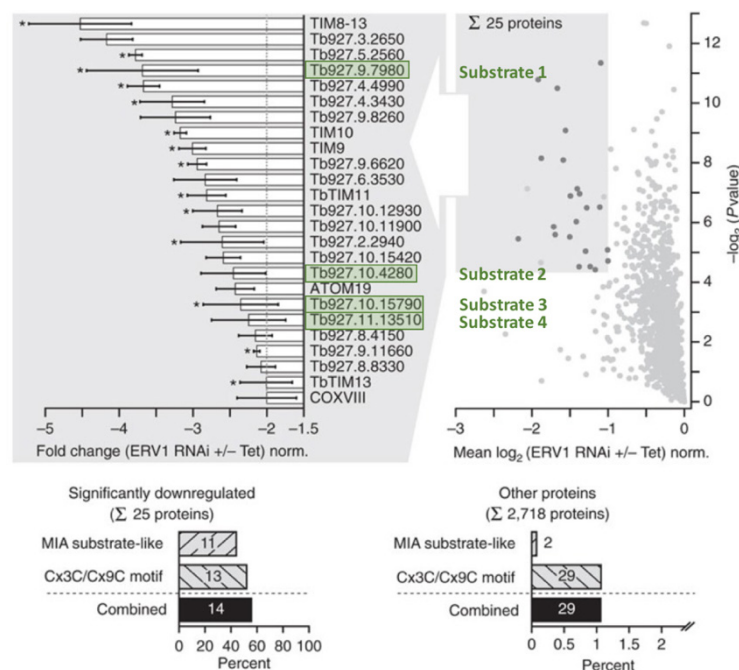 TIM8-13
Tb927.3.2650
* Tb927.5.2560
* Tb927.9.7980
* Tb927.4.4990
* Tb927.4.3430
Tb927.9.8260
* TIM10
* TIM9
* Tb927.9.6620
Tb927.6.3530
* TbTIM11
* Tb927.10.12930
Tb927.10.11900
* Tb927.2.2940
Tb927.10.15420
Tb927.10.4280
ATOM19
* Tb927.10.15790
Tb927.11.13510
Tb927.8.4150
* Tb927.9.11660
Tb927.8.8330
* TbTIM13
COXVIII
−5 −4 −3 −2 −1.5
Fold change (ERV1 RNAi +/− Tet) norm.
Σ 25 proteins
Substrate 1
Substrate 2
Substrate 3
Substrate 4
12
10
8
6
4
2
0
−log2 (Pvalue)
−3 −2 −1 0
Mean log2 (ERV1 RNAi +/− Tet) norm.
Significantly downregulated
(Σ 25 proteins)
MIA substrate-like 11
Cx3C/Cx9C motif 13
Combined 14
0 20 40 60 80 100
Percent
Other proteins
(Σ 2,718 proteins)
MIA substrate-like 2
Cx3C/Cx9C motif 29
Combined 29
0 0.5 1 1.5 2
Percent